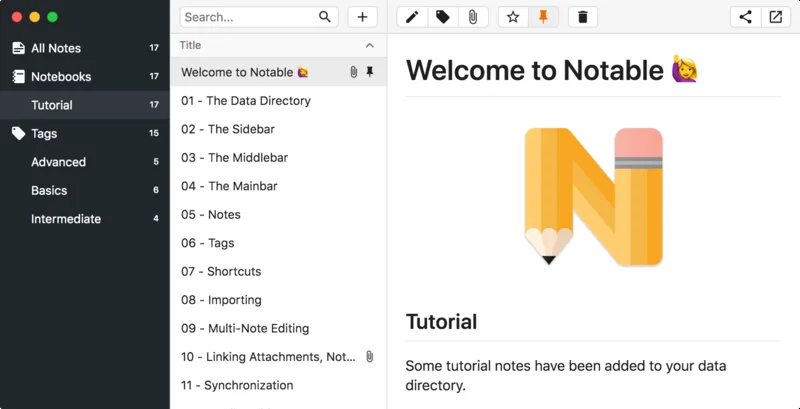 All Notes 17
Notebooks 17
Tutorial 17
Tags 15
Advanced 5
Basics 6
Intermediate 4
Search...
Title
Welcome to Notable 🙋‍♀️
01 - The Data Directory
02 - The Sidebar
03 - The Middlebar
04 - The Mainbar
05 - Notes
06 - Tags
07 - Shortcuts
08 - Importing
09 - Multi-Note Editing
10 - Linking Attachments, Not...
11 - Synchronization
Welcome to Notable 🙋‍♀️
Tutorial
Some tutorial notes have been added to your data
directory.